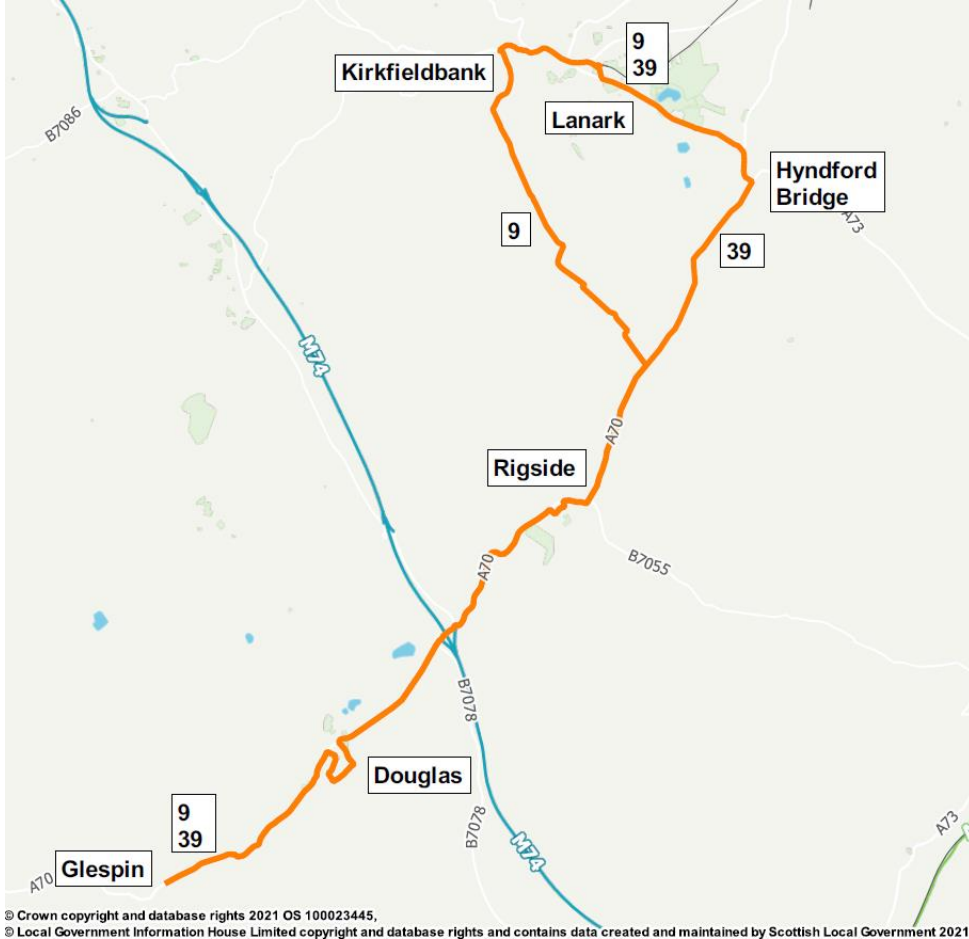 9
39
Kirkfieldbank
B7086
Lanark
Hyndford
Bridge
A73
9
39
M74
A70
Rigside
A70
B7055
B7078
Douglas
9
39
B7078
A73
M74
Glespin
A70
© Crown copyright and database rights 2021 OS 100023445,
© Local Government Information House Limited copyright and database rights and contains data created and maintained by Scottish Local Government 2021